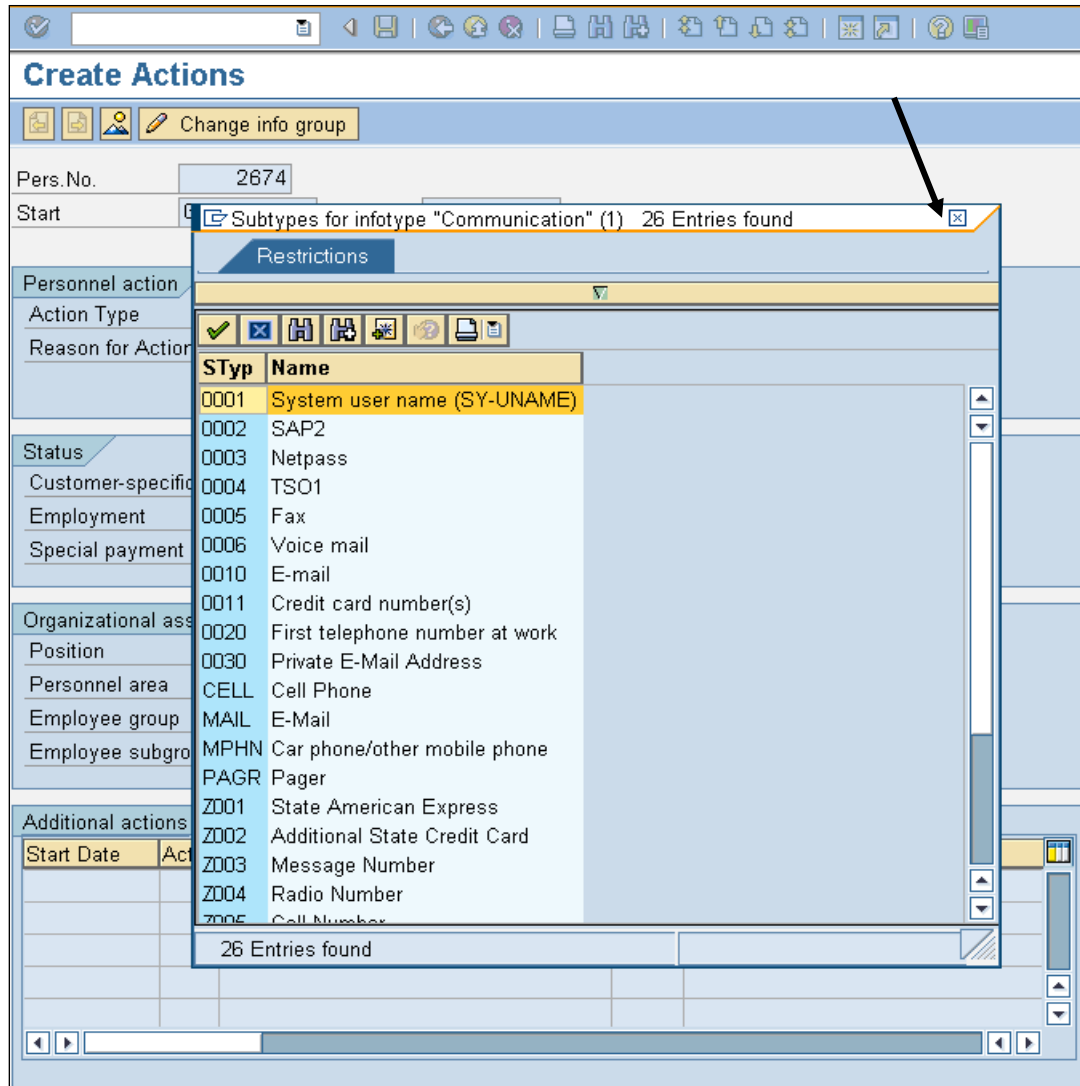 Create Actions
Change info group
Pers.No. 2674
Start
Subtypes for infotype "Communication" (1) 26 Entries found
Restrictions
Personnel action
Action Type
Reason for Action
STyp Name
0001 System user name (SY-UNAME)
0002 SAP2
Status
0003 Netpass
Customer-specific
0004 TSO1
Employment
0005 Fax
Special payment
0006 Voice mail
0010 E-mail
0011 Credit card number(s)
Organizational ass
0020 First telephone number at work
Position
0030 Private E-Mail Address
Personnel area
CELL Cell Phone
Employee group
MAIL E-Mail
Employee subgro
MPHN Car phone/other mobile phone
PAGR Pager
Z001 State American Express
Additional actions
Z002 Additional State Credit Card
Start Date Act
Z003 Message Number
Z004 Radio Number
Z005 Cell Number
26 Entries found